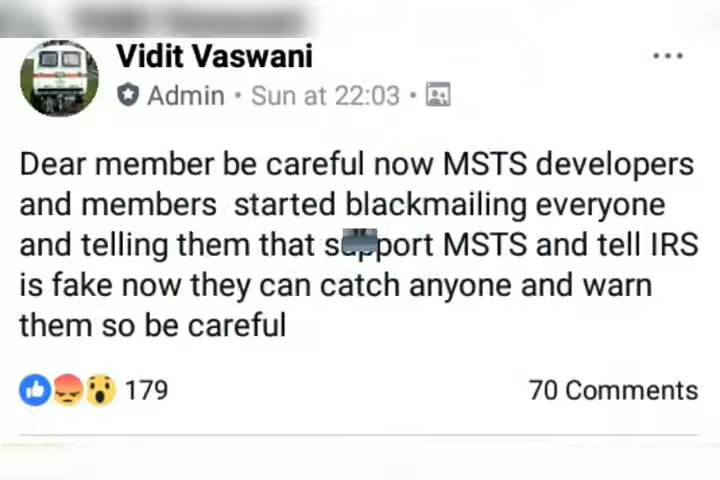 Vidit Vaswani
Admin • Sun at 22:03 •
Dear member be careful now MSTS developers
and members started blackmailing everyone
and telling them that support MSTS and tell IRS
is fake now they can catch anyone and warn
them so be careful
179
70 Comments